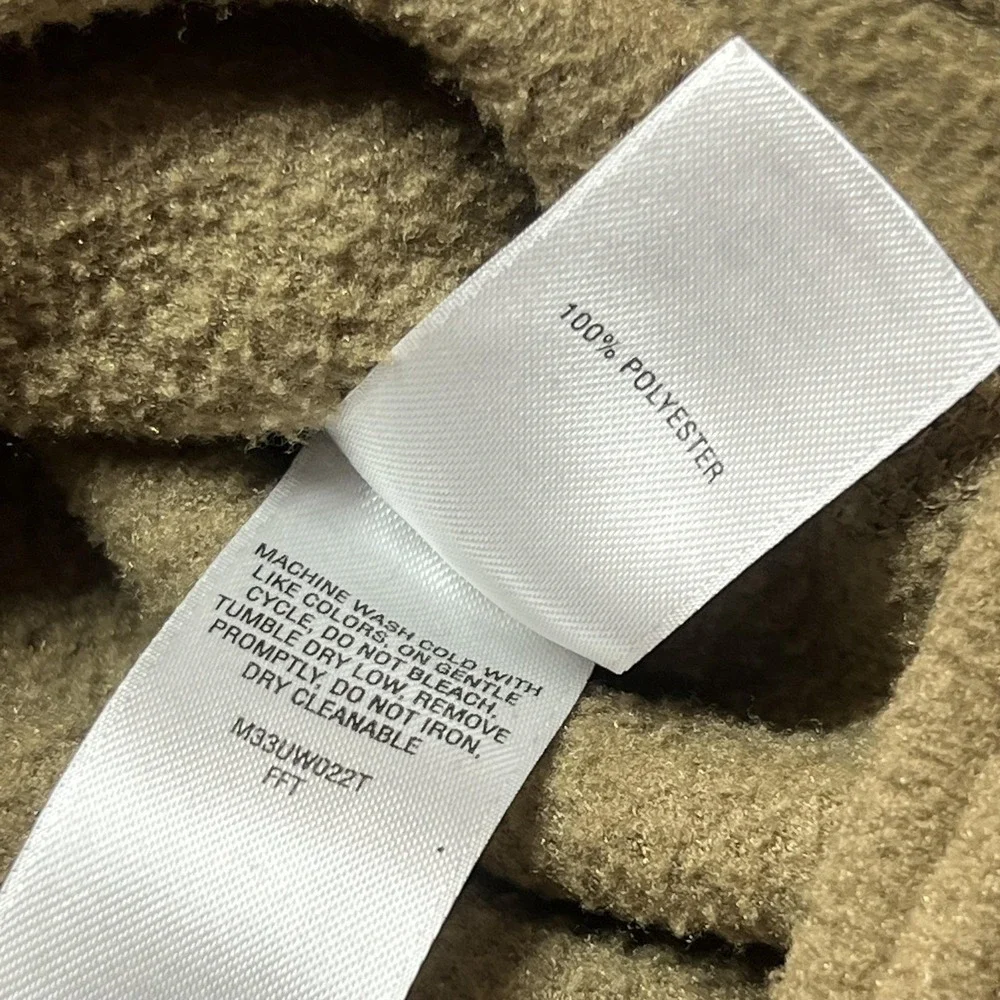 100% POLYESTER
MACHINE WASH COLD WITH
LIKE COLORS, ON GENTLE
CYCLE, DO NOT BLEACH,
TUMBLE DRY LOW, REMOVE
PROMPTLY, DO NOT IRON,
DRY CLEANABLE
M33UW022T
FFT